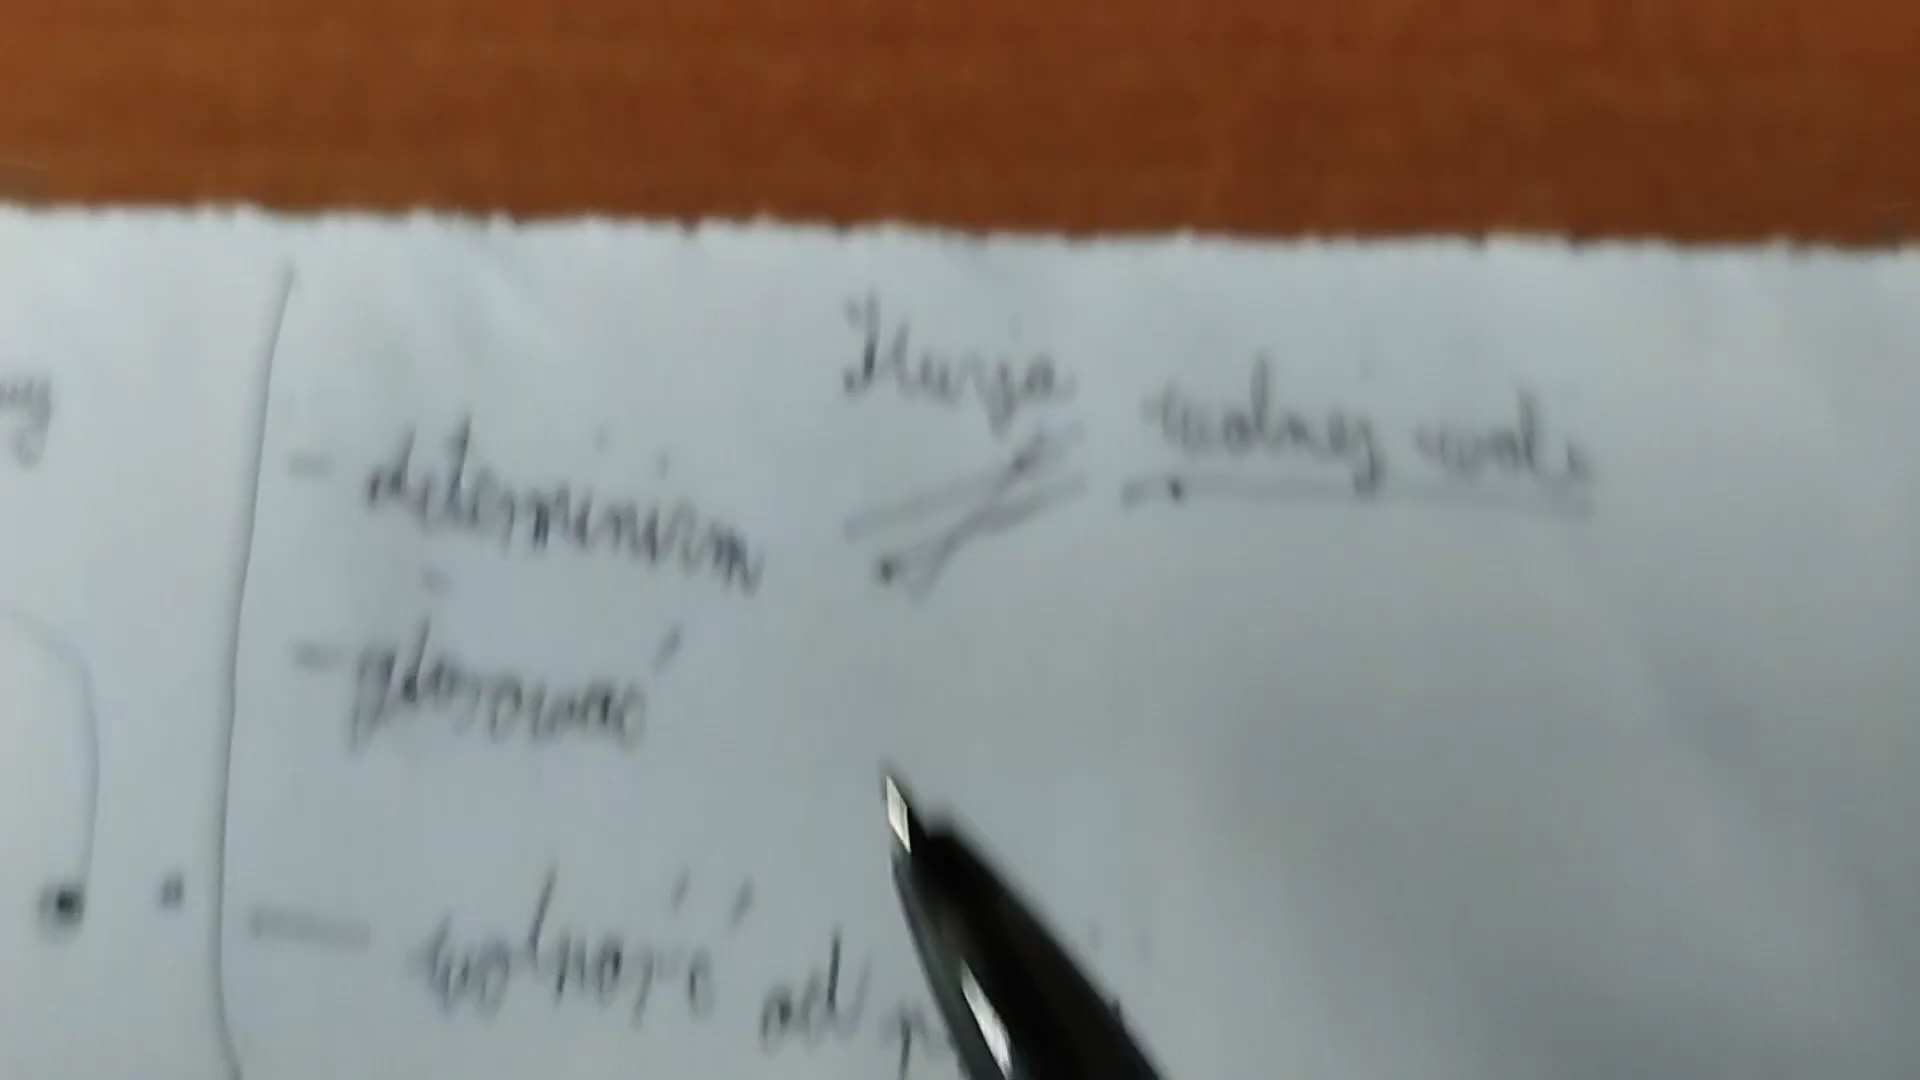 Iluzja wolnej woli
- determinizm
- głosować
- wolność od